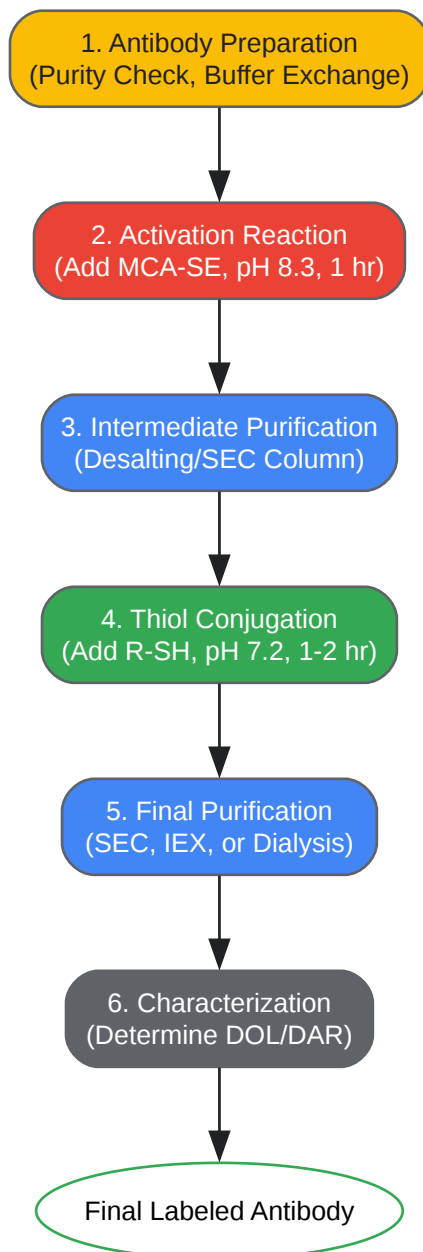 1. Antibody Preparation
(Purity Check, Buffer Exchange)
2. Activation Reaction
(Add MCA-SE, pH 8.3, 1 hr)
3. Intermediate Purification
(Desalting/SEC Column)
4. Thiol Conjugation
(Add R-SH, pH 7.2, 1-2 hr)
5. Final Purification
(SEC, IEX, or Dialysis)
6. Characterization
(Determine DOL/DAR)
Final Labeled Antibody